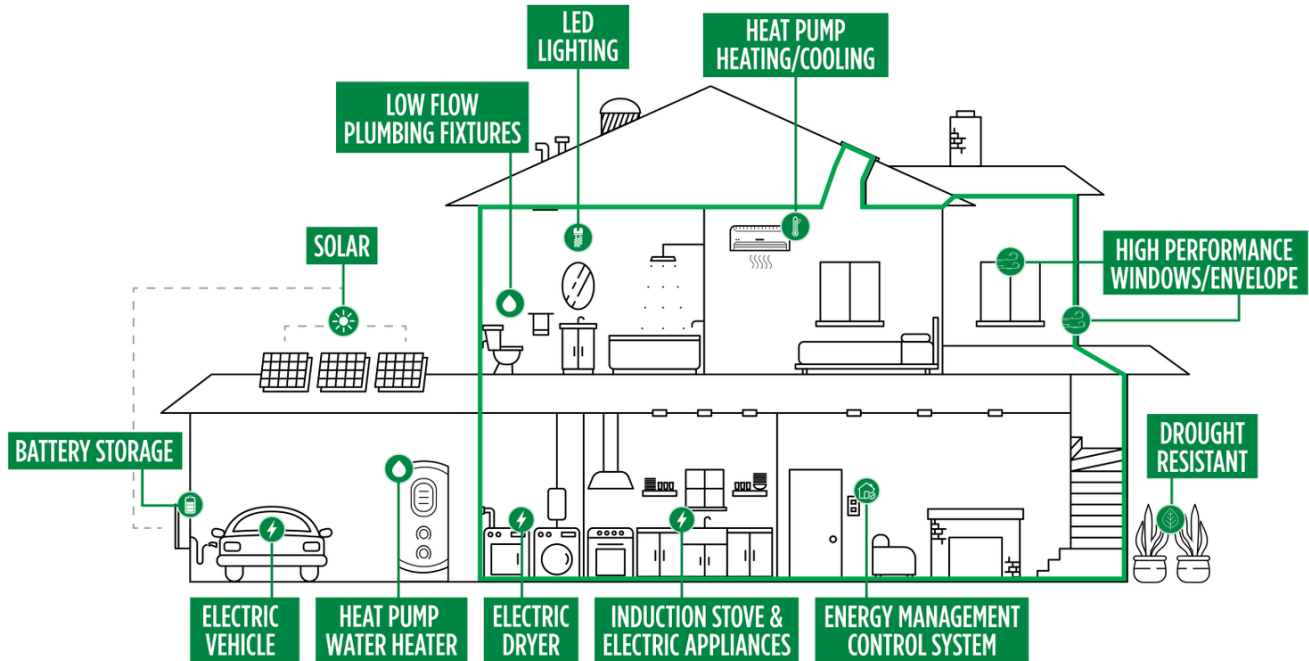 LED
LIGHTING
HEAT PUMP
HEATING/COOLING
LOW FLOW
PLUMBING FIXTURES
SOLAR
HIGH PERFORMANCE
WINDOWS/ENVELOPE
BATTERY STORAGE
DROUGHT
RESISTANT
ELECTRIC
VEHICLE
HEAT PUMP
WATER HEATER
ELECTRIC
DRYER
INDUCTION STOVE &
ELECTRIC APPLIANCES
ENERGY MANAGEMENT
CONTROL SYSTEM